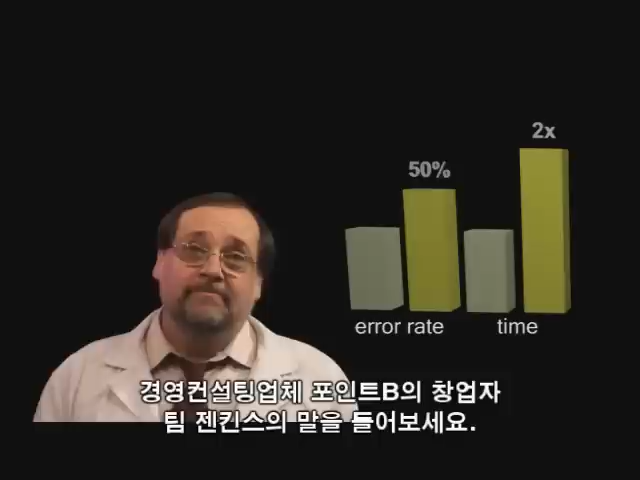 2x
50%
error rate
time
경영컨설팅업체 포인트B의 창업자
팀 젠킨스의 말을 들어보세요.